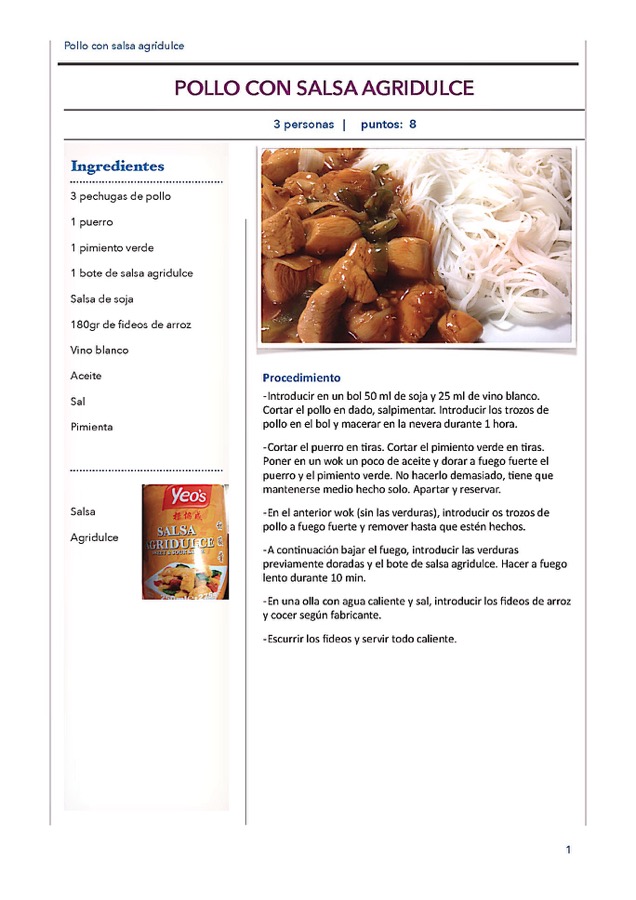 Pollo con salsa agridulce
POLLO CON SALSA AGRIDULCE
3 personas | puntos: 8
Ingredientes
3 pechugas de pollo
1 puerro
1 pimiento verde
1 bote de salsa agridulce
Salsa de soja
180gr de fideos de arroz
Vino blanco
Aceite
Sal
Pimienta
Salsa
Agridulce
Yeo's
SALSA
AGRIDULCE
Procedimiento
-Introducir en un bol 50 ml de soja y 25 ml de vino blanco.
Cortar el pollo en dado, salpimentar. Introducir los trozos de
pollo en el bol y macerar en la nevera durante 1 hora.
-Cortar el puerro en tiras. Cortar el pimiento verde en tiras.
Poner en un wok un poco de aceite y dorar a fuego fuerte el
puerro y el pimiento verde. No hacerlo demasiado, tiene que
mantenerse medio hecho solo. Apartar y reservar.
-En el anterior wok (sin las verduras), introducir os trozos de
pollo a fuego fuerte y remover hasta que estén hechos.
-A continuación bajar el fuego, introducir las verduras
previamente doradas y el bote de salsa agridulce. Hacer a fuego
lento durante 10 min.
-En una olla con agua caliente y sal, introducir los fideos de arroz
y cocer según fabricante.
-Escurrir los fideos y servir todo caliente.
1